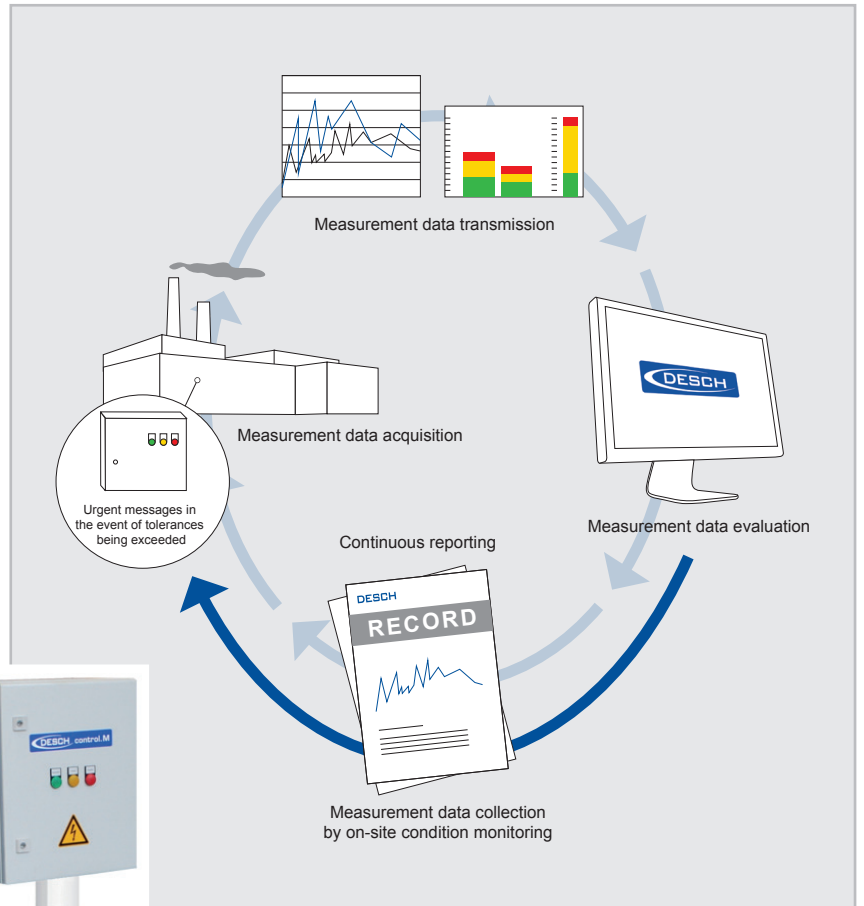 Measurement data transmission
DESCH
Measurement data acquisition
Urgent messages in
the event of tolerances
being exceeded
Measurement data evaluation
Continuous reporting
DESCH
RECORD
DESCH control.M
Measurement data collection
by on-site condition monitoring